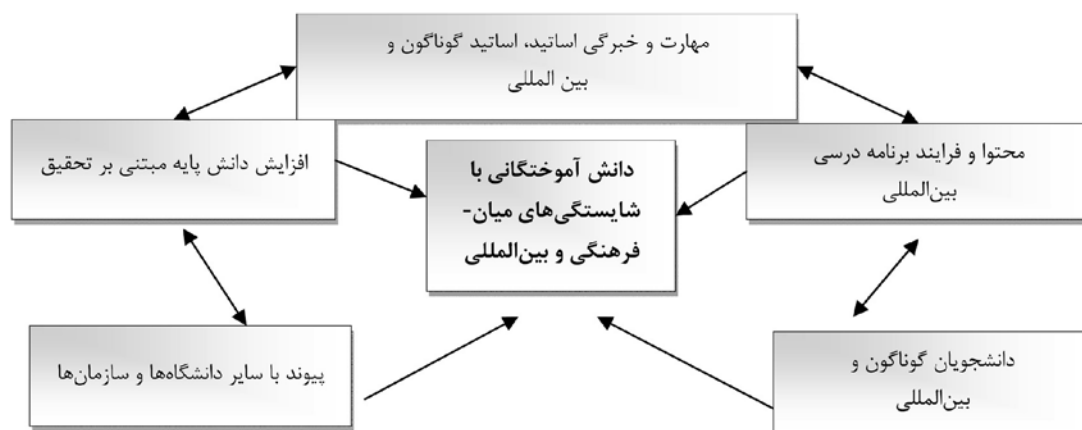 مهارت و خبرگی اساتید، اساتید گوناگون و
بین المللی
محتوا و فرایند برنامه درسی
بین‌المللی
افزایش دانش پایه مبتنی بر تحقیق
دانش آموختگانی با
شایستگی‌های میان-
فرهنگی و بین‌المللی
دانشجویان گوناگون و
بین‌المللی
پیوند با سایر دانشگاه‌ها و سازمان‌ها